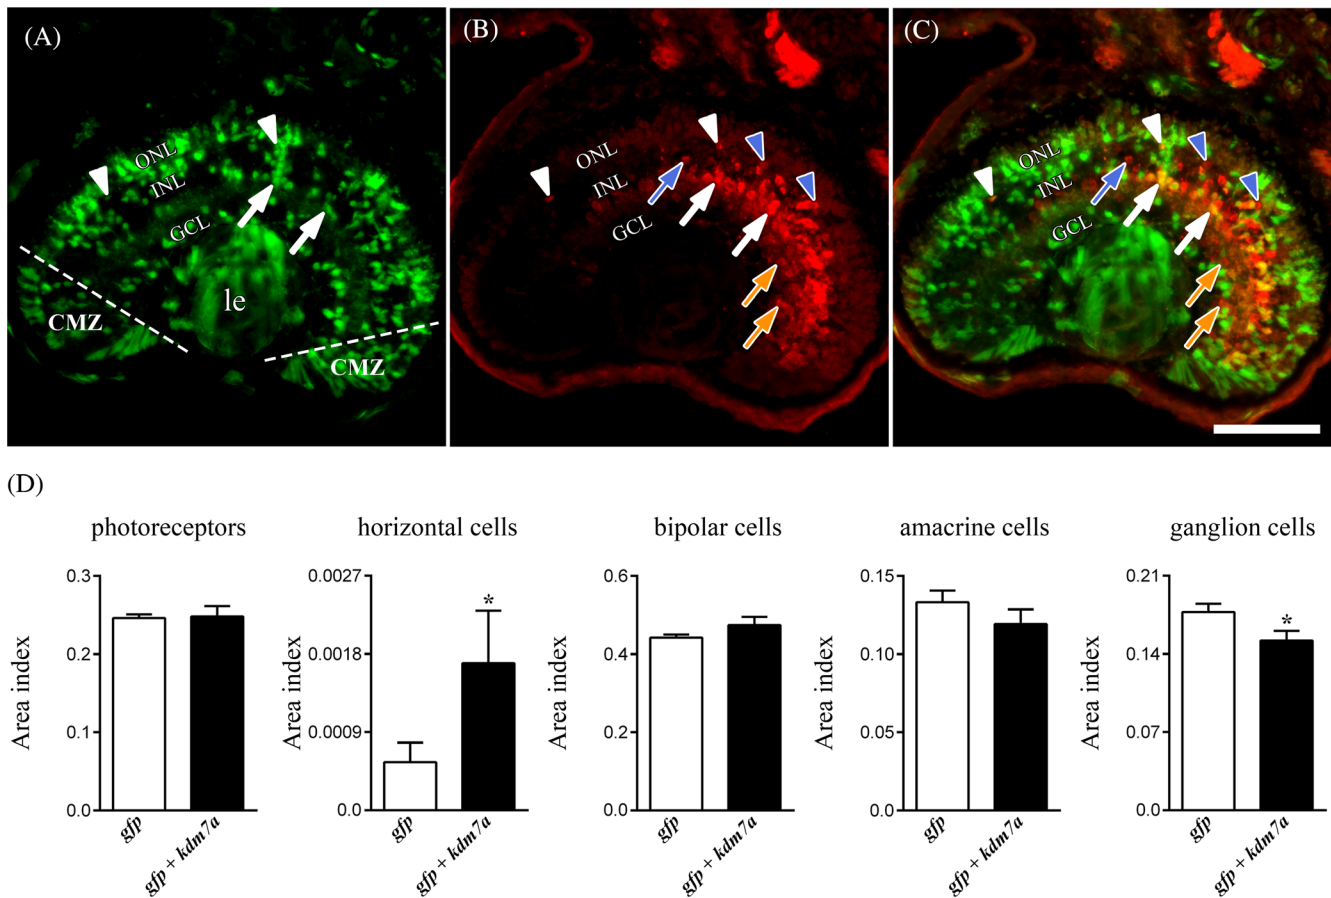 (A)
ONL
INL
GCL
le
CMZ
CMZ
(B)
ONL
INL
GCL
(C)
ONL
INL
GCL
(D)
photoreceptors
Area index
0.3
0.2
0.1
0.0
gfp
gfp + kdm7a
horizontal cells
Area index
0.0027
0.0018
0.0009
0.0
*
gfp
gfp + kdm7a
bipolar cells
Area index
0.6
0.4
0.2
0.0
gfp
gfp + kdm7a
amacrine cells
Area index
0.15
0.10
0.05
0.00
gfp
gfp + kdm7a
ganglion cells
Area index
0.21
0.14
0.07
0.0
*
gfp
gfp + kdm7a